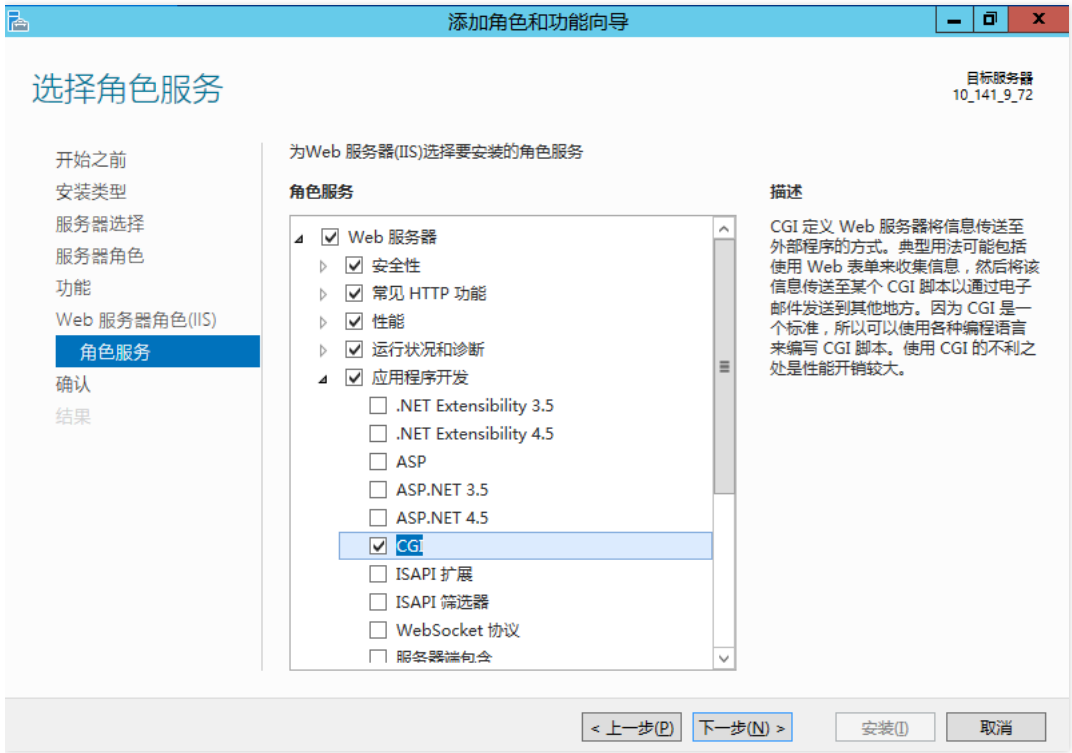 添加角色和功能向导
选择角色服务
目标服务器
10_141_9_72
开始之前
安装类型
服务器选择
服务器角色
功能
Web 服务器角色(IIS)
角色服务
确认
结果
为Web 服务器(IIS)选择要安装的角色服务
角色服务
Web 服务器
安全性
常见 HTTP 功能
性能
运行状况和诊断
应用程序开发
.NET Extensibility 3.5
.NET Extensibility 4.5
ASP
ASP.NET 3.5
ASP.NET 4.5
CGI
ISAPI 扩展
ISAPI 筛选器
WebSocket 协议
服务器端包含
描述
CGI 定义 Web 服务器将信息传送至
外部程序的方式。典型用法可能包括
使用 Web 表单来收集信息，然后将该
信息传送至某个 CGI 脚本以通过电子
邮件发送到其他地方。因为 CGI 是一
个标准，所以可以使用各种编程语言
来编写 CGI 脚本。使用 CGI 的不利之
处是性能开销较大。
< 上一步(P)
下一步(N) >
安装(I)
取消